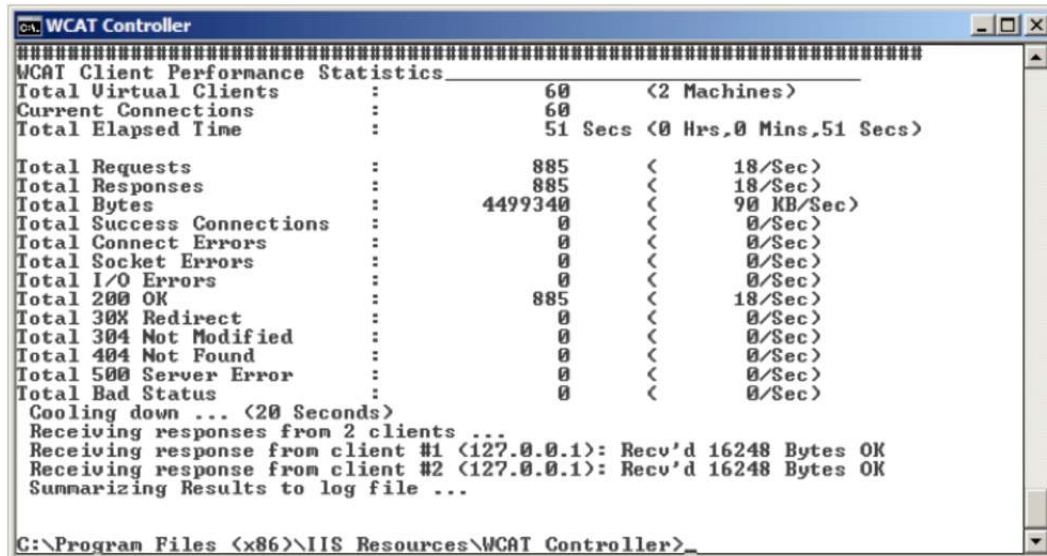 WCAT Controller
########################################################################
WCAT Client Performance Statistics_________________________________
Total Virtual Clients : 60 (2 Machines)
Current Connections : 60
Total Elapsed Time : 51 Secs (0 Hrs,0 Mins,51 Secs)
Total Requests : 885 ( 18/Sec)
Total Responses : 885 ( 18/Sec)
Total Bytes : 4499340 ( 90 KB/Sec)
Total Success Connections : 0 ( 0/Sec)
Total Connect Errors : 0 ( 0/Sec)
Total Socket Errors : 0 ( 0/Sec)
Total I/O Errors : 0 ( 0/Sec)
Total 200 OK : 885 ( 18/Sec)
Total 30X Redirect : 0 ( 0/Sec)
Total 304 Not Modified : 0 ( 0/Sec)
Total 404 Not Found : 0 ( 0/Sec)
Total 500 Server Error : 0 ( 0/Sec)
Total Bad Status : 0 ( 0/Sec)
Cooling down ... (20 Seconds)
Receiving responses from 2 clients ...
Receiving response from client #1 (127.0.0.1): Recv'd 16248 Bytes OK
Receiving response from client #2 (127.0.0.1): Recv'd 16248 Bytes OK
Summarizing Results to log file ...
C:\Program Files (x86)\IIS Resources\WCAT Controller>_